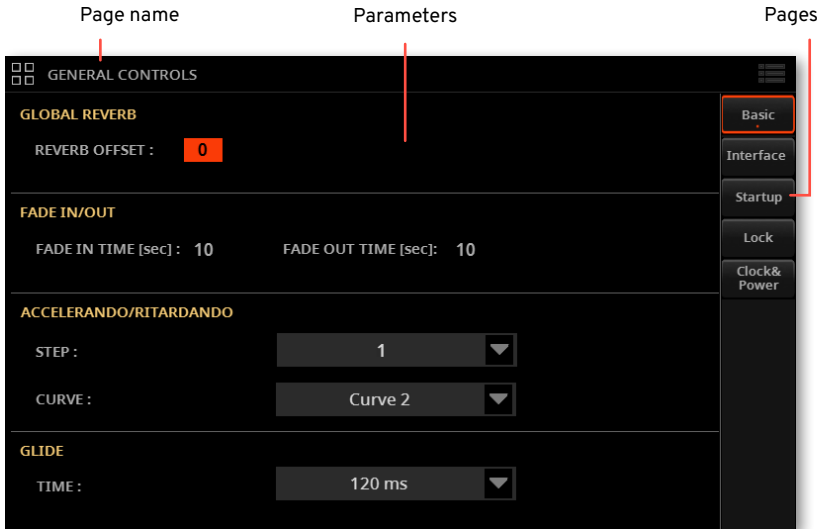 Page name Parameters Pages
GENERAL CONTROLS
GLOBAL REVERB
REVERB OFFSET : 0
FADE IN/OUT
FADE IN TIME [sec] : 10 FADE OUT TIME [sec]: 10
ACCELERANDO/RITARDANDO
STEP : 1
CURVE : Curve 2
GLIDE
TIME : 120 ms
Basic
Interface
Startup
Lock
Clock&
Power